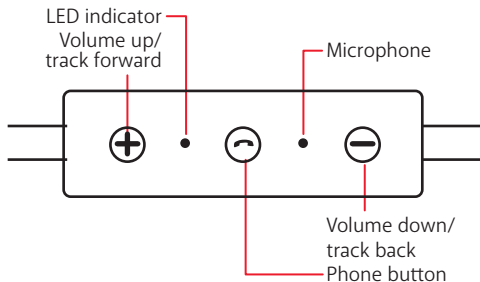 LED indicator
Volume up/
track forward
Microphone
Volume down/
track back
Phone button